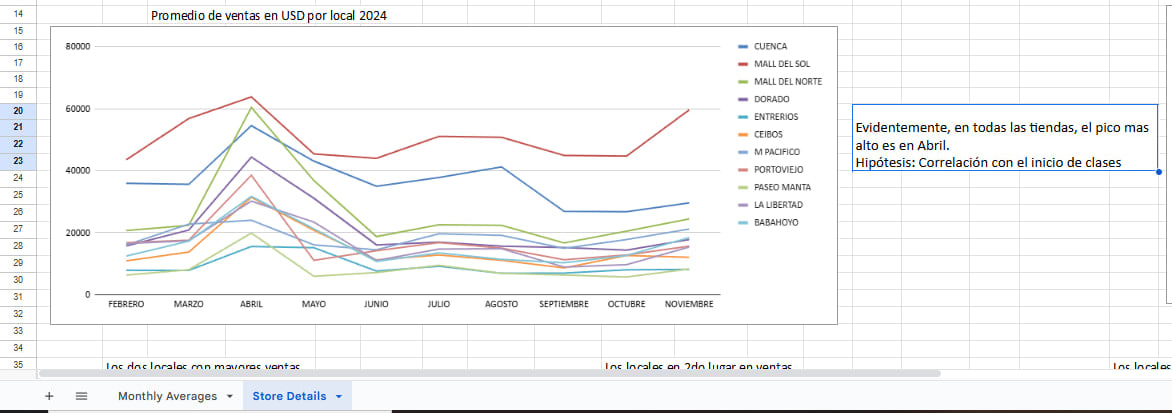 14
Promedio de ventas en USD por local 2024
15
16
17
18
19
20
21
22
23
24
25
26
27
28
29
30
31
32
33
34
35
80000
60000
40000
20000
0
FEBRERO MARZO ABRIL MAYO JUNIO JULIO AGOSTO SEPTIEMBRE OCTUBRE NOVIEMBRE
CUENCA
MALL DEL SOL
MALL DEL NORTE
DORADO
ENTRERIOS
CEIBOS
M PACIFICO
PORTOVIEJO
PASEO MANTA
LA LIBERTAD
BABAHOYO
Evidentemente, en todas las tiendas, el pico mas
alto es en Abril.
Hipótesis: Correlación con el inicio de clases
Los dos locales con mayores ventas
Los locales en 2do lugar en ventas
Los locales
Monthly Averages
Store Details